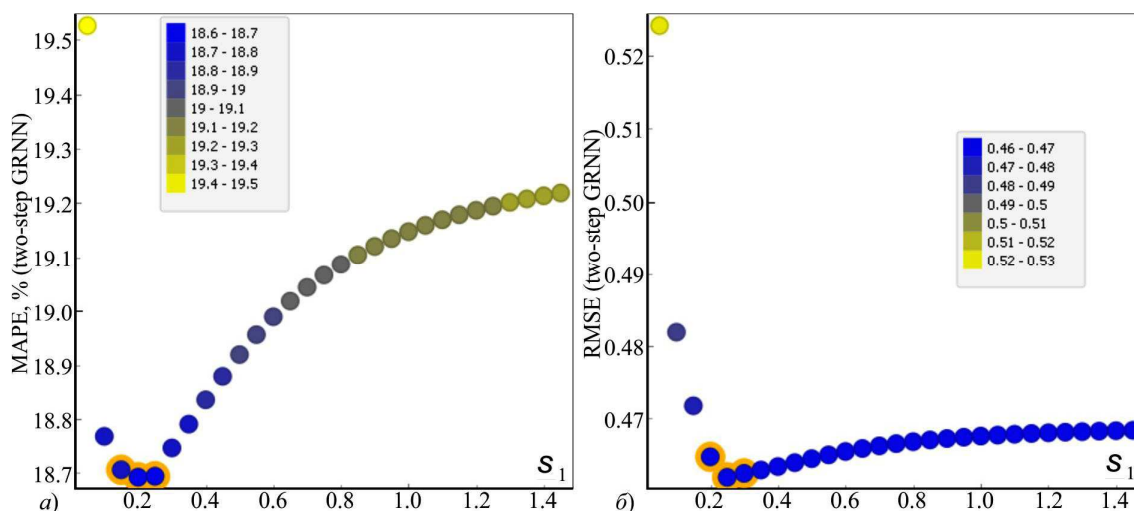 MAPE, % (two-step GRNN)
19.5
19.4
19.3
19.2
19.1
19.0
18.9
18.8
18.7
18.6 - 18.7
18.7 - 18.8
18.8 - 18.9
18.9 - 19
19 - 19.1
19.1 - 19.2
19.2 - 19.3
19.3 - 19.4
19.4 - 19.5
s1
а)
0.2 0.4 0.6 0.8 1.0 1.2 1.4
RMSE (two-step GRNN)
0.52
0.51
0.50
0.49
0.48
0.47
0.46 - 0.47
0.47 - 0.48
0.48 - 0.49
0.49 - 0.5
0.5 - 0.51
0.51 - 0.52
0.52 - 0.53
s1
б)
0.2 0.4 0.6 0.8 1.0 1.2 1.4